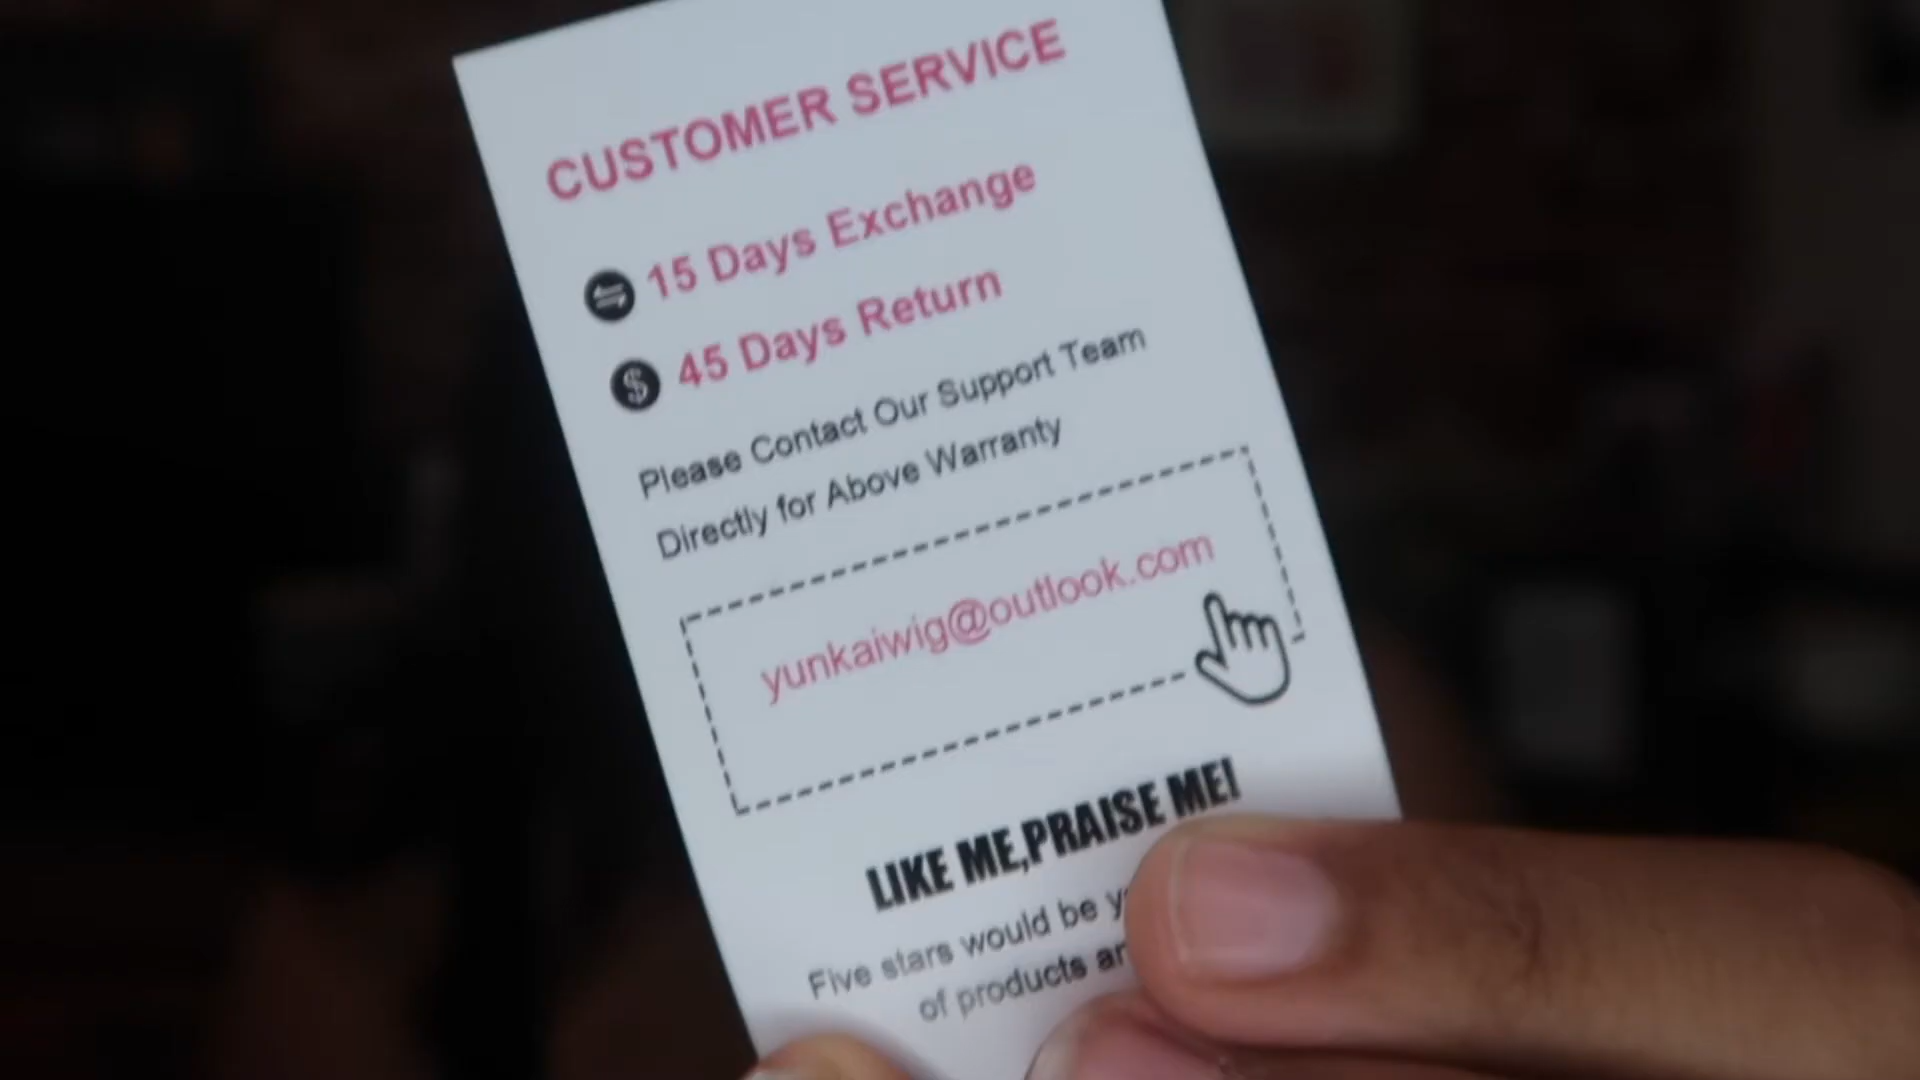 CUSTOMER SERVICE
15 Days Exchange
$ 45 Days Return
Please Contact Our Support Team
Directly for Above Warranty
yunkaiwig@outlook.com
LIKE ME,PRAISE ME!
Five stars would be
of products